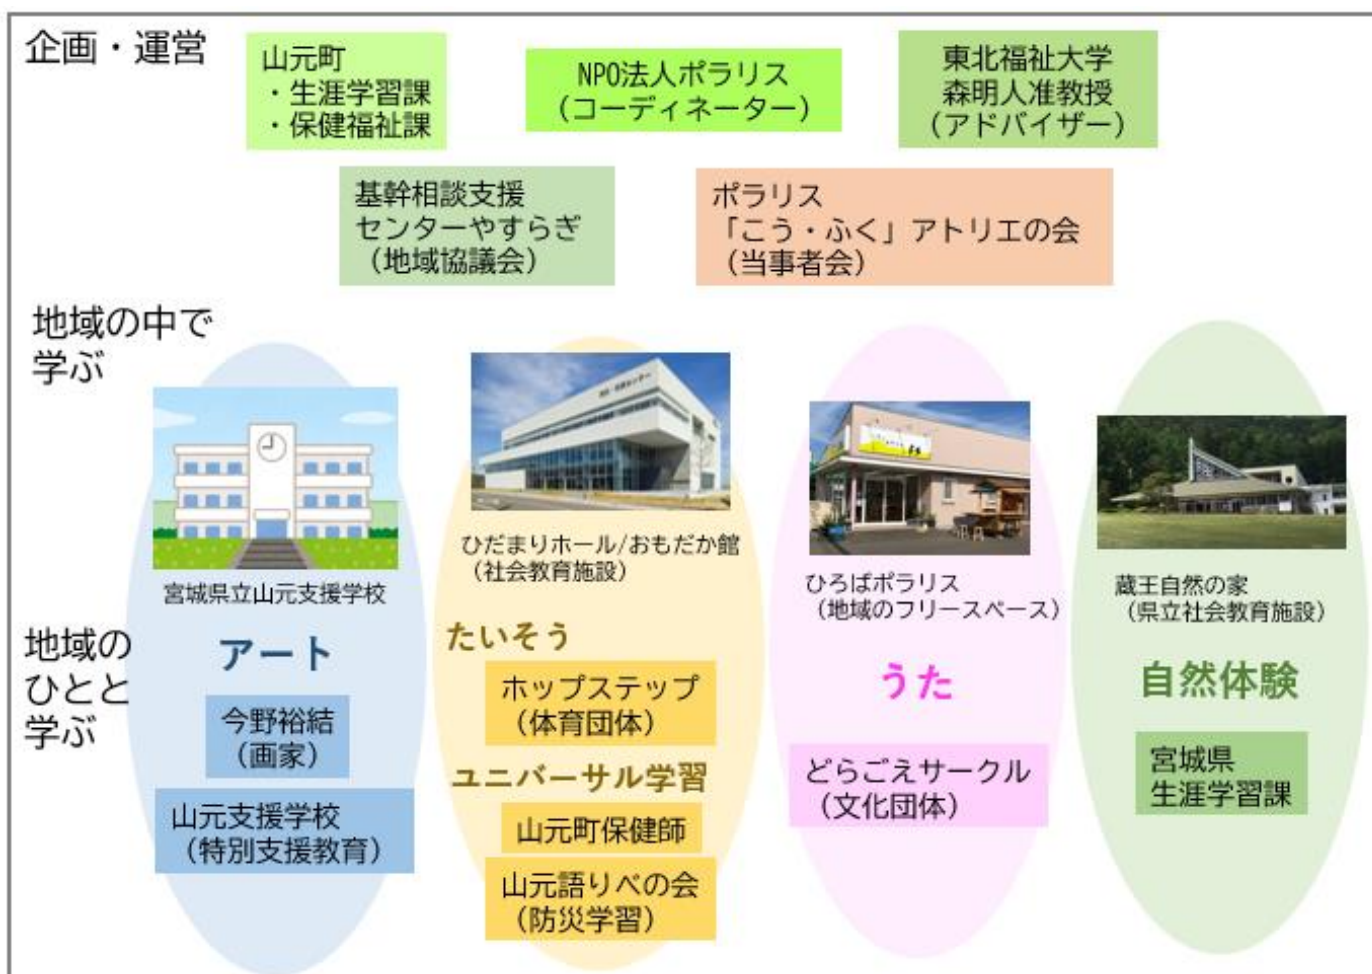 企画・運営
山元町
・生涯学習課
・保健福祉課
NPO法人ポラリス
（コーディネーター）
東北福祉大学
森明人准教授
（アドバイザー）
基幹相談支援
センターやすらぎ
（地域協議会）
ポラリス
「こう・ふく」アトリエの会
（当事者会）
地域の中で
学ぶ
宮城県立山元支援学校
ひだまりホール/おもだか館
（社会教育施設）
ひろばポラリス
（地域のフリースペース）
蔵王自然の家
（県立社会教育施設）
地域の
ひとと
学ぶ
アート
今野裕結
（画家）
山元支援学校
（特別支援教育）
たいそう
ホップステップ
（体育団体）
ユニバーサル学習
山元町保健師
山元語りべの会
（防災学習）
うた
どらごえサークル
（文化団体）
自然体験
宮城県
生涯学習課